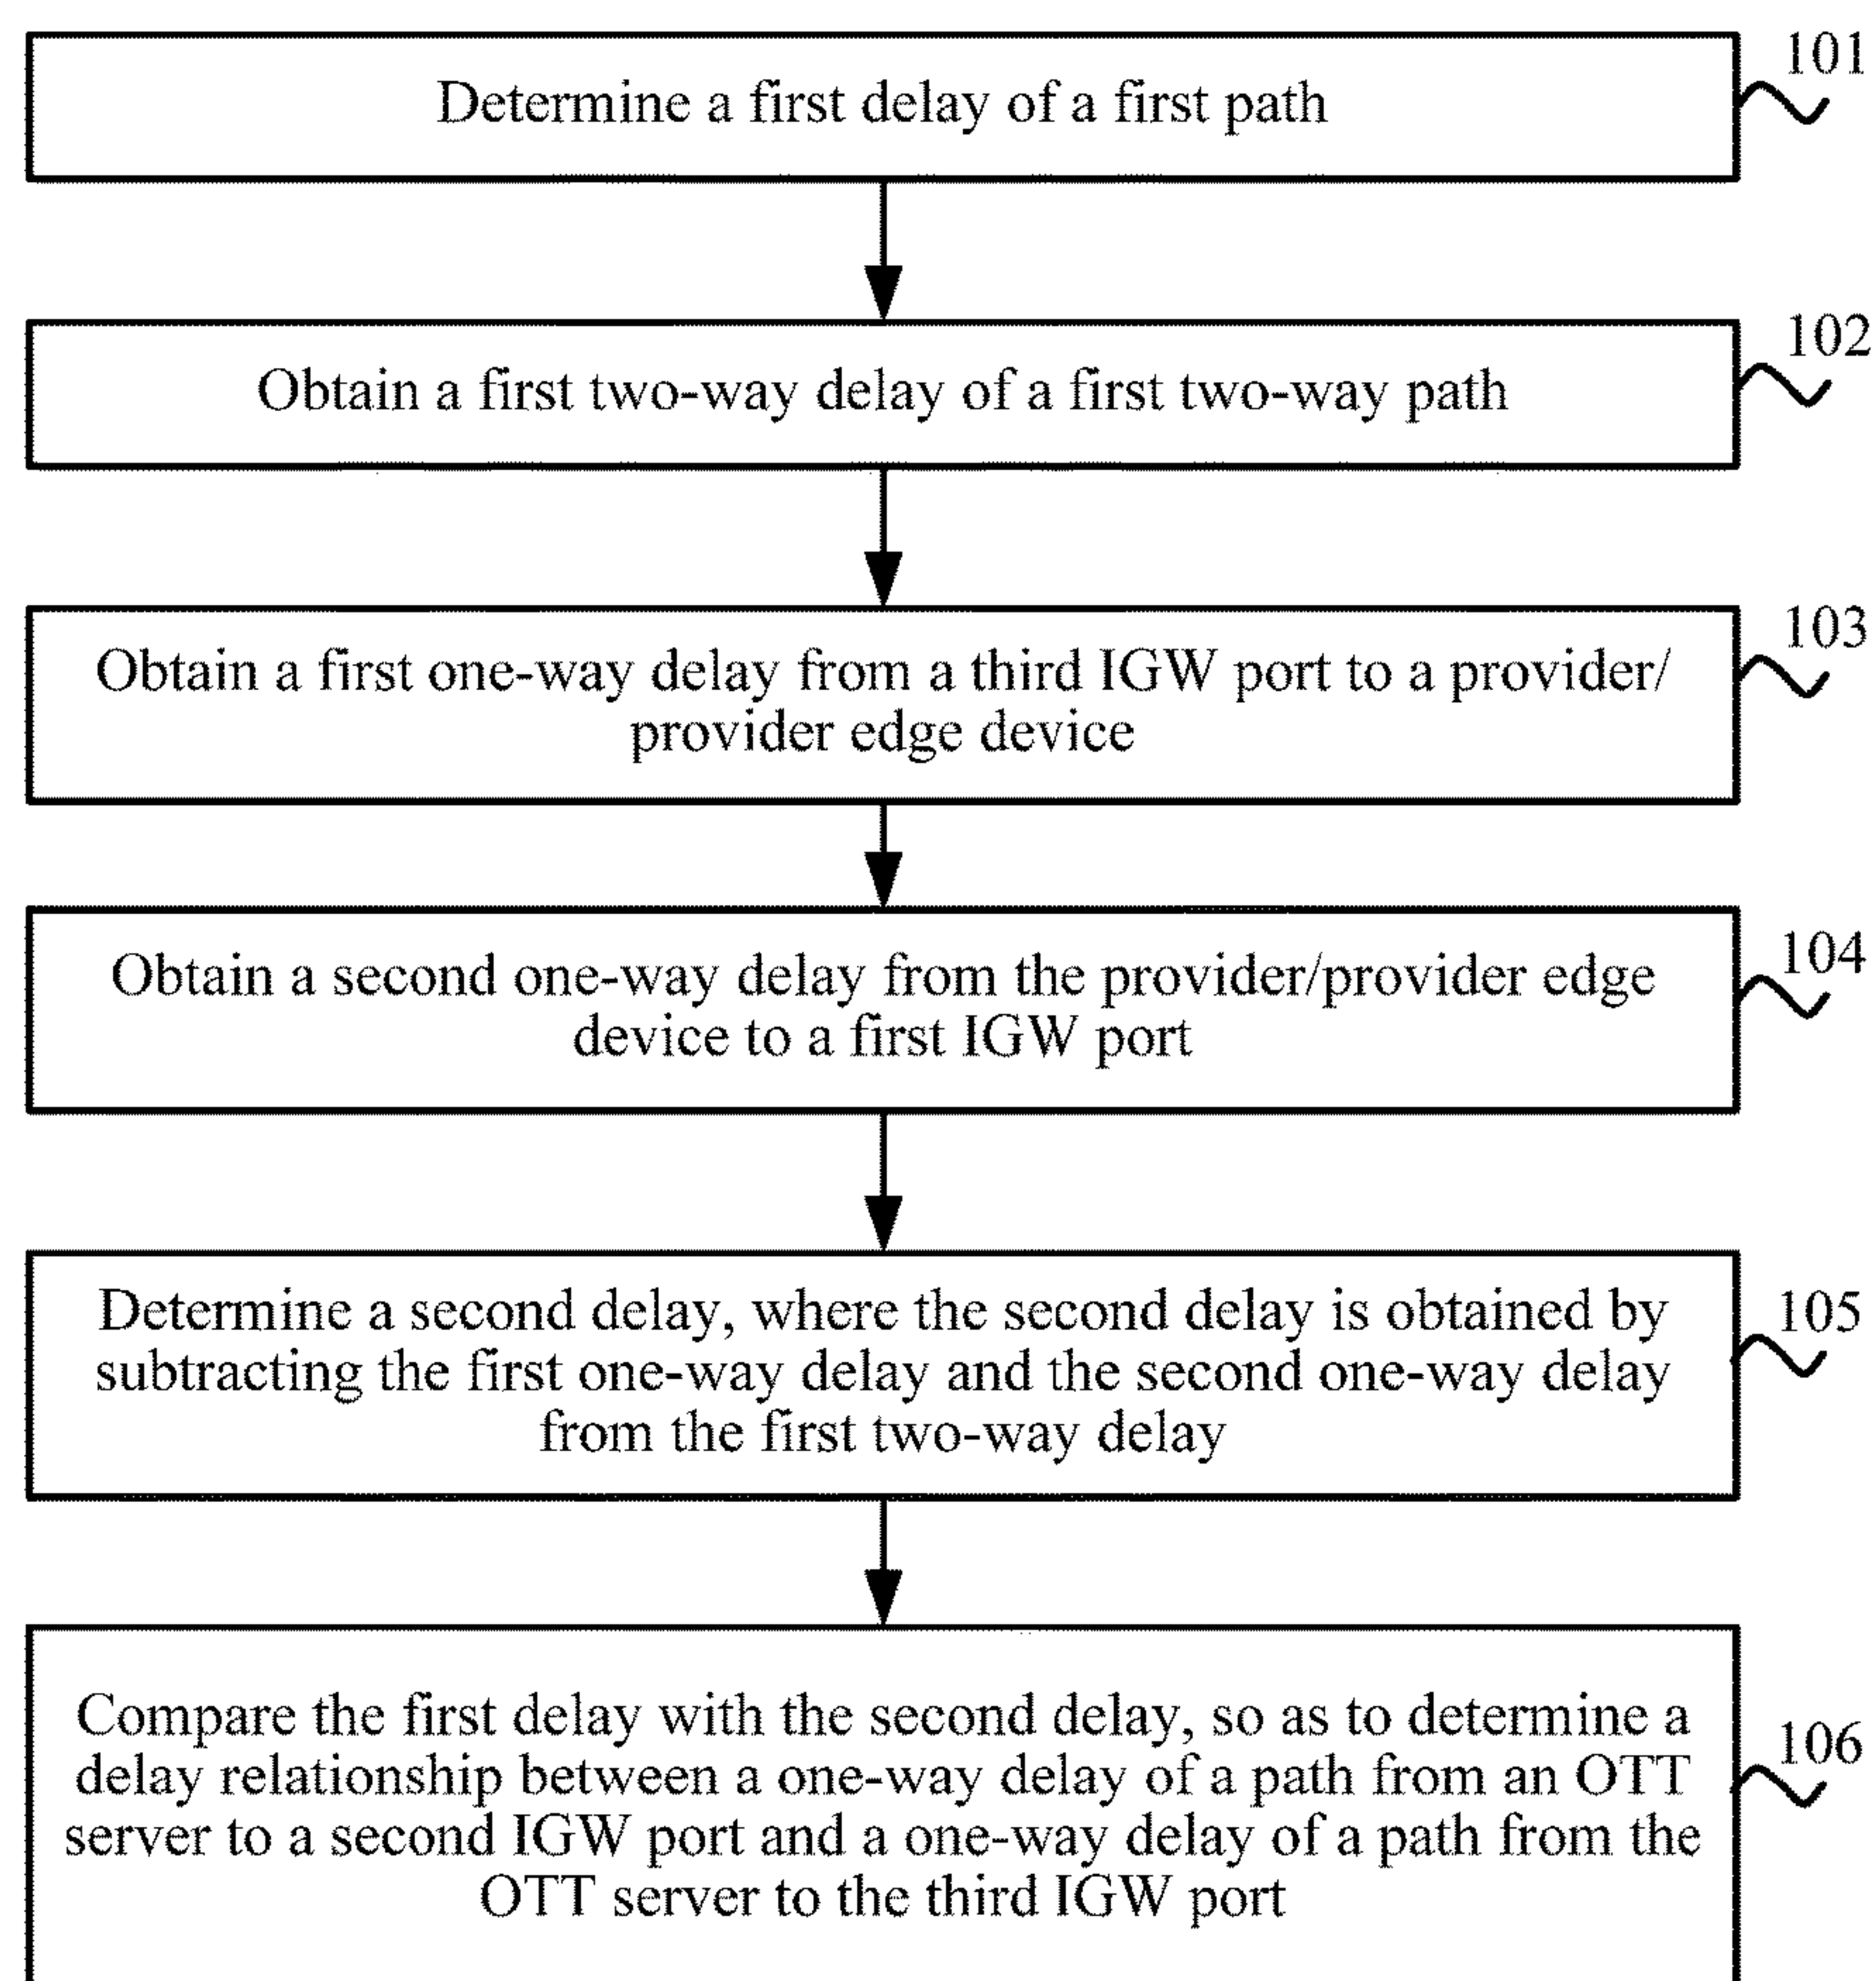 101
Determine a first delay of a first path
102
Obtain a first two-way delay of a first two-way path
103
Obtain a first one-way delay from a third IGW port to a provider/
provider edge device
104
Obtain a second one-way delay from the provider/provider edge
device to a first IGW port
105
Determine a second delay, where the second delay is obtained by
subtracting the first one-way delay and the second one-way delay
from the first two-way delay
106
Compare the first delay with the second delay, so as to determine a
delay relationship between a one-way delay of a path from an OTT
server to a second IGW port and a one-way delay of a path from the
OTT server to the third IGW port